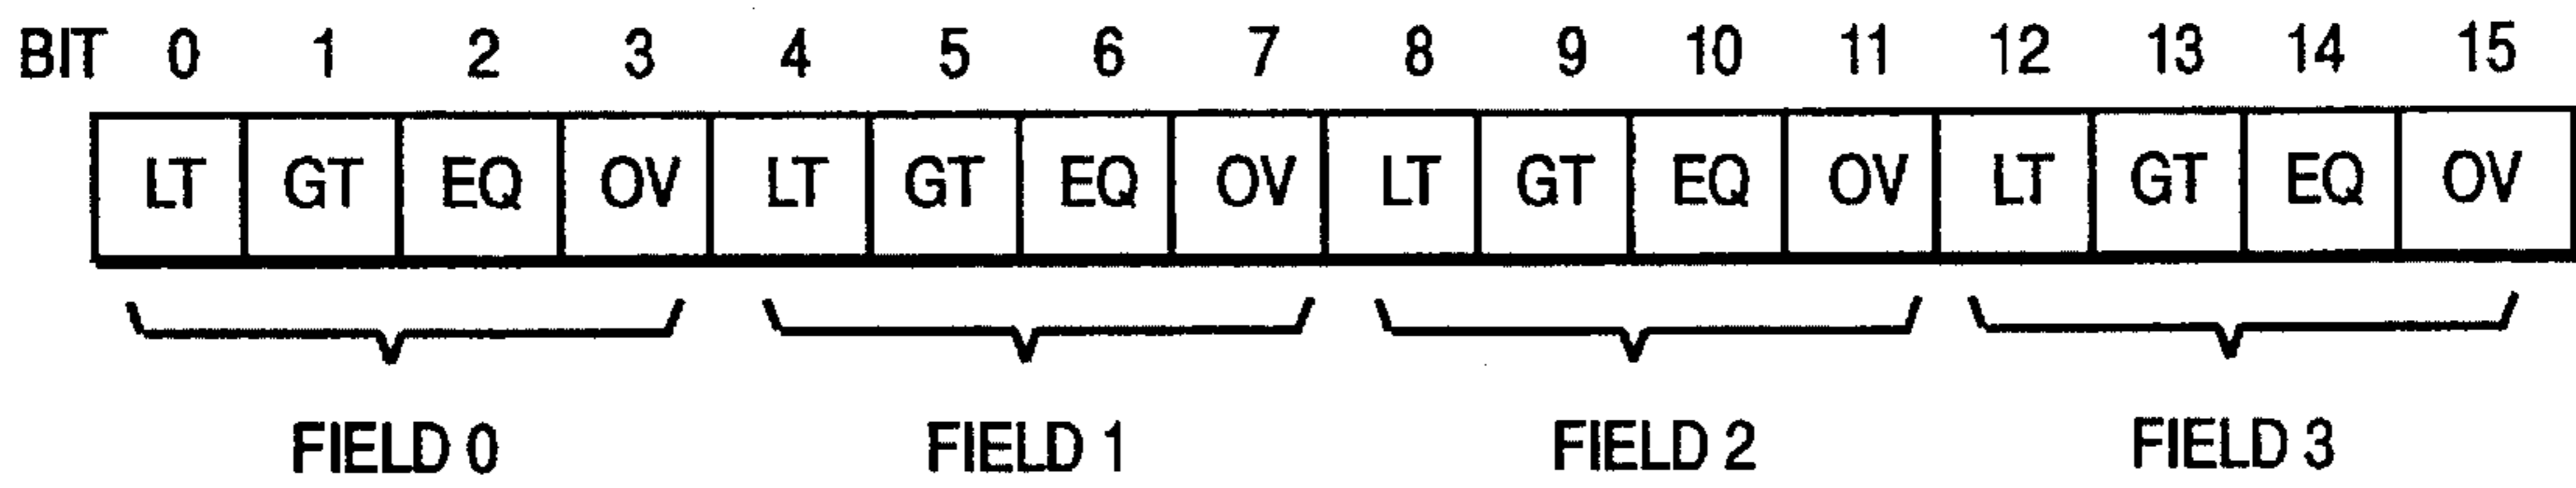 BIT 0 1 2 3 4 5 6 7 8 9 10 11 12 13 14 15
LT GT EQ OV LT GT EQ OV LT GT EQ OV LT GT EQ OV
FIELD 0 FIELD 1 FIELD 2 FIELD 3